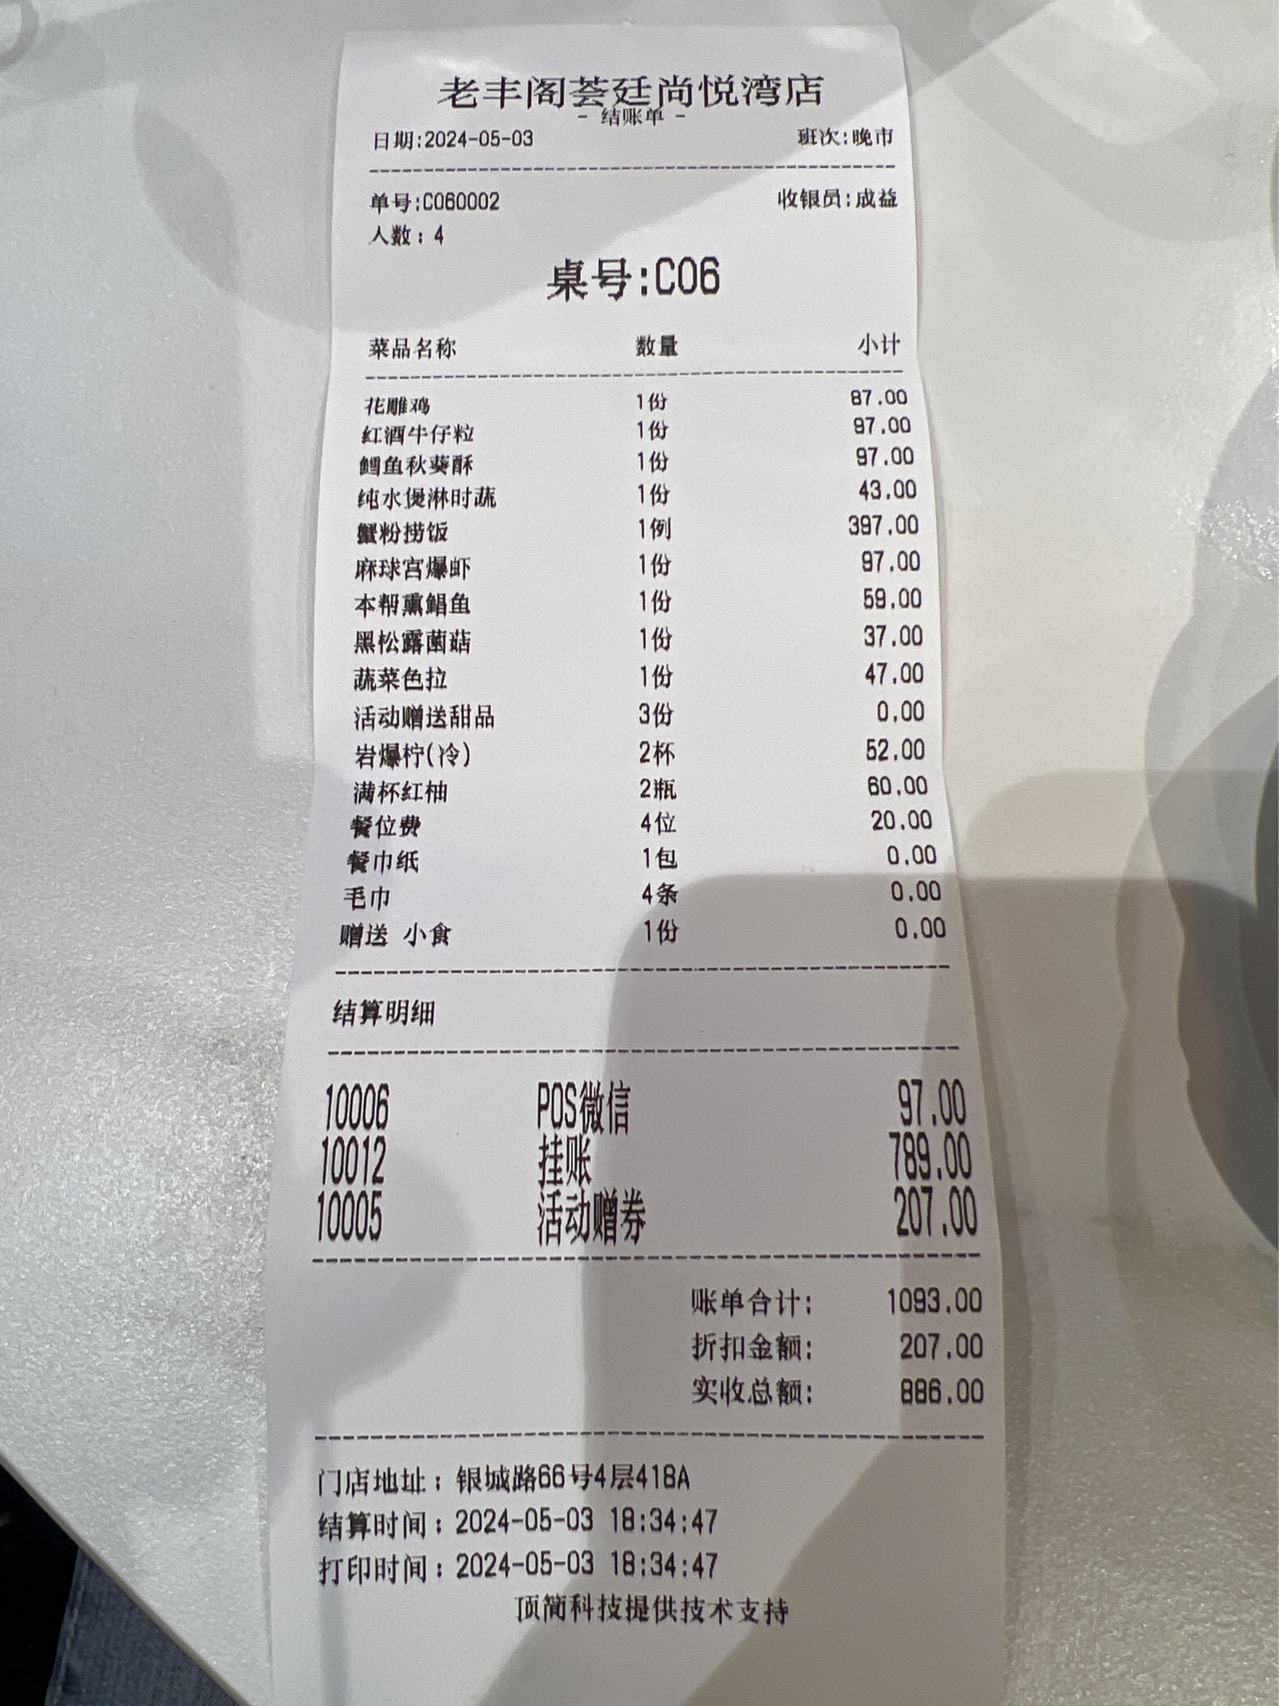 老丰阁荟廷尚悦湾店
- 结账单 -
日期:2024-05-03 班次:晚市
单号:C060002 收银员:成益
人数：4
桌号:C06
菜品名称 数量 小计
花雕鸡 1份 87.00
红酒牛仔粒 1份 97.00
鳕鱼秋葵酥 1份 97.00
纯水煲淋时蔬 1份 43.00
蟹粉捞饭 1例 397.00
麻球宫爆虾 1份 97.00
本帮熏鲳鱼 1份 59.00
黑松露菌菇 1份 37.00
蔬菜色拉 1份 47.00
活动赠送甜品 3份 0.00
岩爆柠(冷) 2杯 52.00
满杯红柚 2瓶 60.00
餐位费 4位 20.00
餐巾纸 1包 0.00
毛巾 4条 0.00
赠送 小食 1份 0.00
结算明细
10006 POS微信 97.00
10012 挂账 789.00
10005 活动赠券 207.00
账单合计: 1093.00
折扣金额: 207.00
实收总额: 886.00
门店地址：银城路66号4层418A
结算时间：2024-05-03 18:34:47
打印时间：2024-05-03 18:34:47
顶简科技提供技术支持